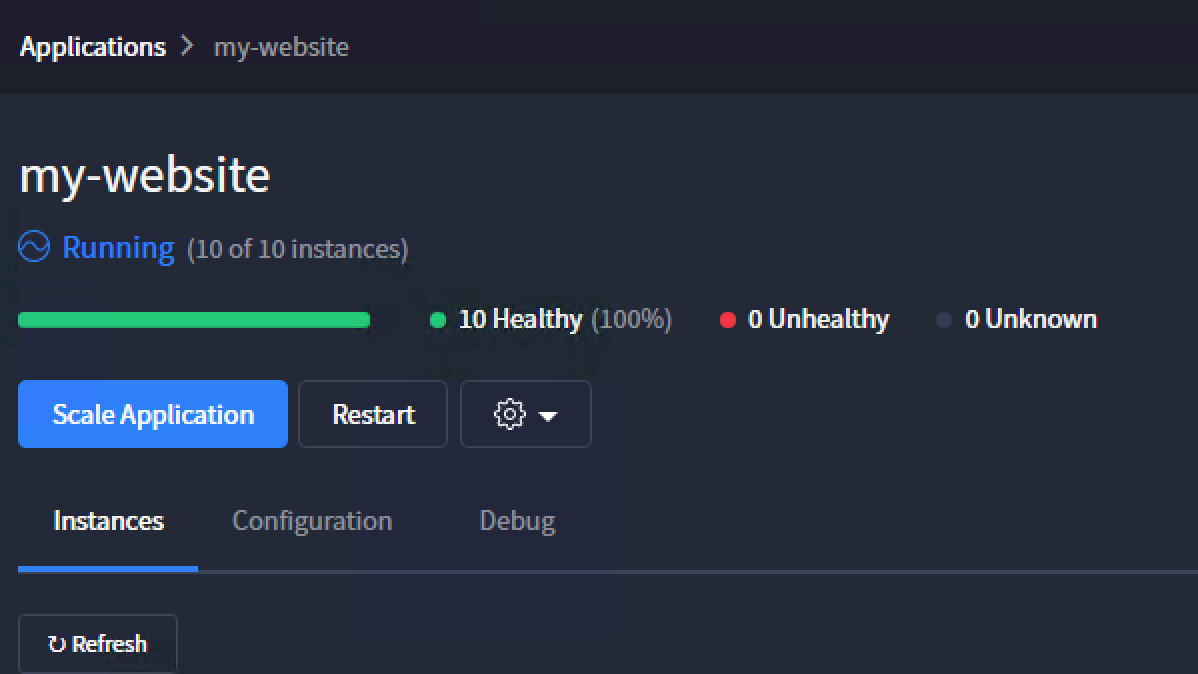 Applications > my-website
my-website
Running (10 of 10 instances)
10 Healthy (100%) 0 Unhealthy 0 Unknown
Scale Application Restart
Instances Configuration Debug
↻ Refresh